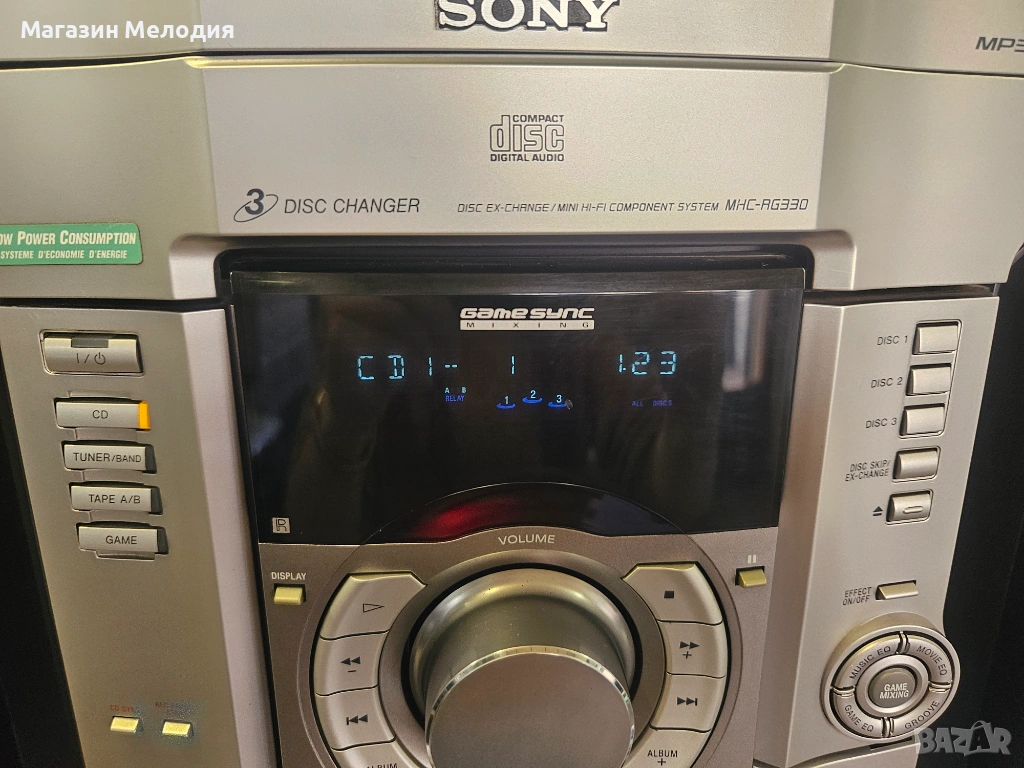 Магазин Мелодия
SONY
MP3
COMPACT
disc
DIGITAL AUDIO
3 DISC CHANGER
DISC EX-CHANGE / MINI HI-FI COMPONENT SYSTEM MHC-RG330
OW POWER CONSUMPTION
SYSTEME D'ECONOMIE D'ENERGIE
GAME SYNC
MIXING
CD1-- 1 1.23
A B
RELAY
1 2 3
ALL DISCS
I/
CD
TUNER/BAND
TAPE A/B
GAME
DISC 1
DISC 2
DISC 3
DISC SKIP/
EX-CHANGE
VOLUME
DISPLAY
EFFECT
ON/OFF
MUSIC EQ
MOVIE EQ
GAME
MIXING
GAME EQ
GROOVE
ALBUM
ALBUM
+
BAZAR